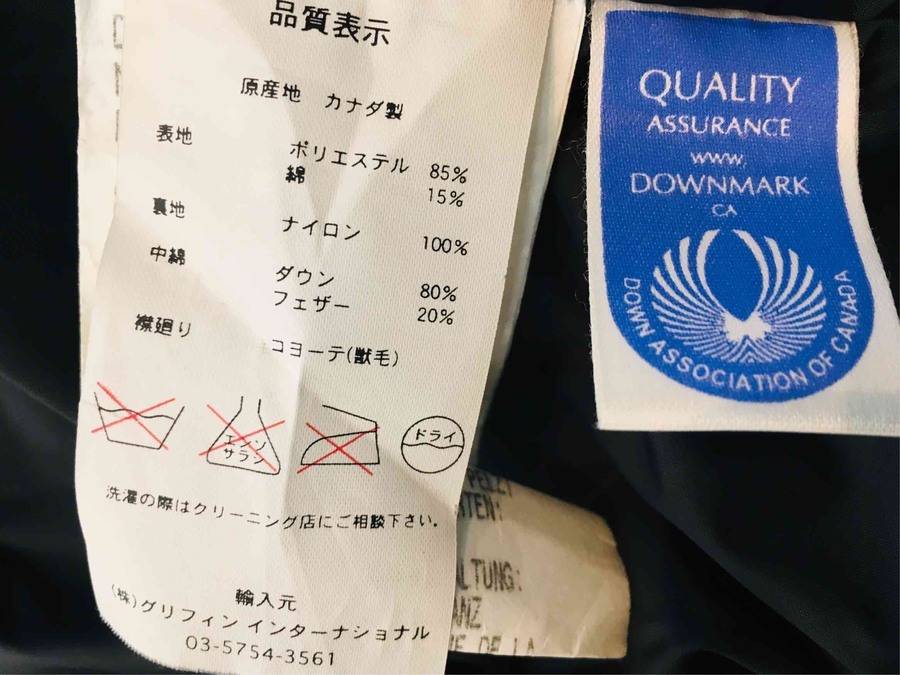 品質表示
原産地 カナダ製
表地 ポリエステル 85%
綿 15%
裏地 ナイロン 100%
中綿 ダウン 80%
フェザー 20%
襟廻り コヨーテ(獣毛)
エンソ
サラシ
ドライ
洗濯の際はクリーニング店にご相談下さい。
輸入元
(株)グリフィン インターナショナル
03-5754-3561
QUALITY
ASSURANCE
www.
DOWNMARK
CA
DOWN ASSOCIATION OF CANADA
LTUNG:
ANZ